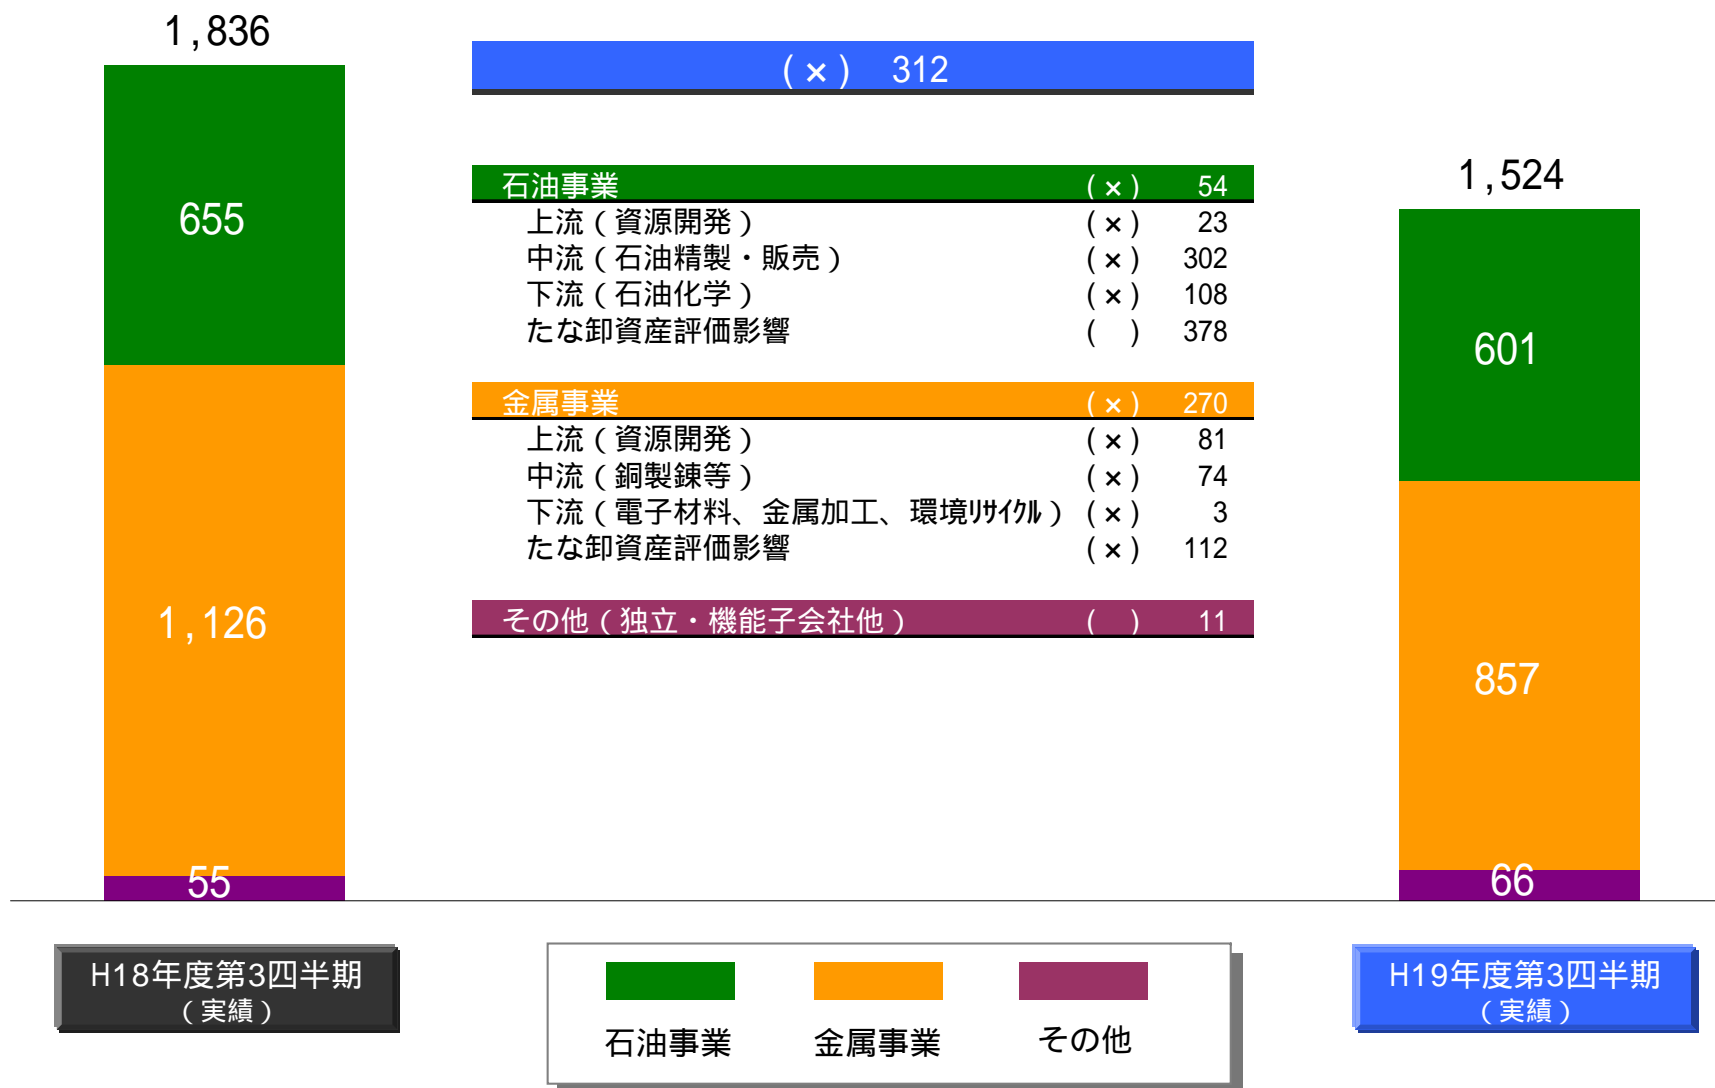 1,836
(×) 312
石油事業 (×) 54
上流（資源開発） (×) 23
中流（石油精製・販売） (×) 302
下流（石油化学） (×) 108
たな卸資産評価影響 ( ) 378
金属事業 (×) 270
上流（資源開発） (×) 81
中流（銅製錬等） (×) 74
下流（電子材料、金属加工、環境ﾘｻｲｸﾙ） (×) 3
たな卸資産評価影響 (×) 112
その他（独立・機能子会社他） ( ) 11
655
1,126
55
1,524
601
857
66
H18年度第3四半期
（実績）
石油事業 金属事業 その他
H19年度第3四半期
（実績）